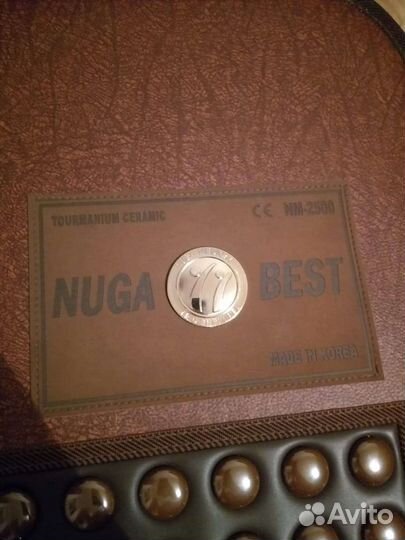 TOURMANIUM CERAMIC
CE NM-2500
NUGA BEST
MADE IN KOREA
Avito